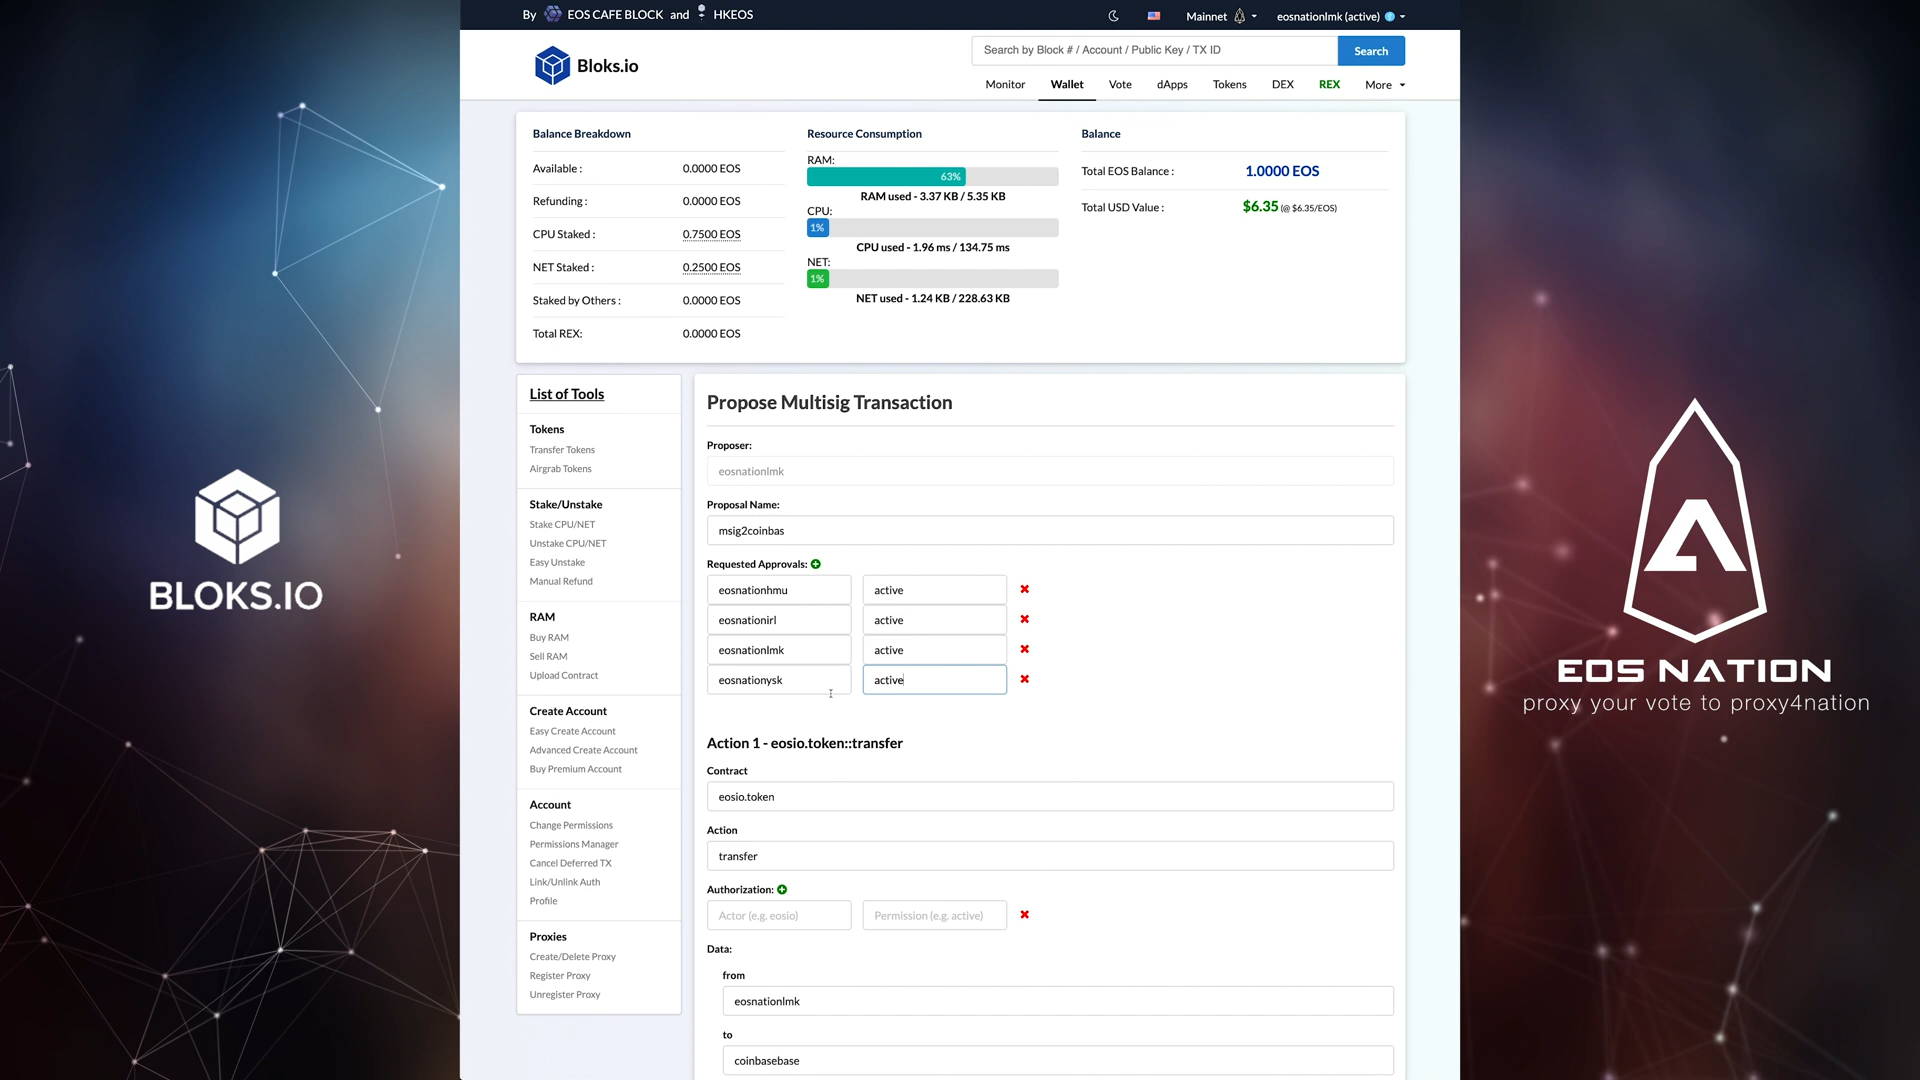 By EOS CAFE BLOCK and HKEOS
Mainnet
eosnationlmk (active)
Bloks.io
Search by Block # / Account / Public Key / TX ID
Search
Monitor
Wallet
Vote
dApps
Tokens
DEX
REX
More
Balance Breakdown
Available : 0.0000 EOS
Refunding : 0.0000 EOS
CPU Staked : 0.7500 EOS
NET Staked : 0.2500 EOS
Staked by Others : 0.0000 EOS
Total REX: 0.0000 EOS
Resource Consumption
RAM:
63%
RAM used - 3.37 KB / 5.35 KB
CPU:
1%
CPU used - 1.96 ms / 134.75 ms
NET:
1%
NET used - 1.24 KB / 228.63 KB
Balance
Total EOS Balance : 1.0000 EOS
Total USD Value : $6.35 (@ $6.35/EOS)
List of Tools
Tokens
Transfer Tokens
Airgrab Tokens
Stake/Unstake
Stake CPU/NET
Unstake CPU/NET
Easy Unstake
Manual Refund
RAM
Buy RAM
Sell RAM
Upload Contract
Create Account
Easy Create Account
Advanced Create Account
Buy Premium Account
Account
Change Permissions
Permissions Manager
Cancel Deferred TX
Link/Unlink Auth
Profile
Proxies
Create/Delete Proxy
Register Proxy
Unregister Proxy
Propose Multisig Transaction
Proposer:
eosnationlmk
Proposal Name:
msig2coinbas
Requested Approvals:
eosnationhmu active
eosnationirl active
eosnationlmk active
eosnationysk active
Action 1 - eosio.token::transfer
Contract
eosio.token
Action
transfer
Authorization:
Actor (e.g. eosio) Permission (e.g. active)
Data:
from
eosnationlmk
to
coinbasebase
BLOKS.IO
EOS NATION
proxy your vote to proxy4nation